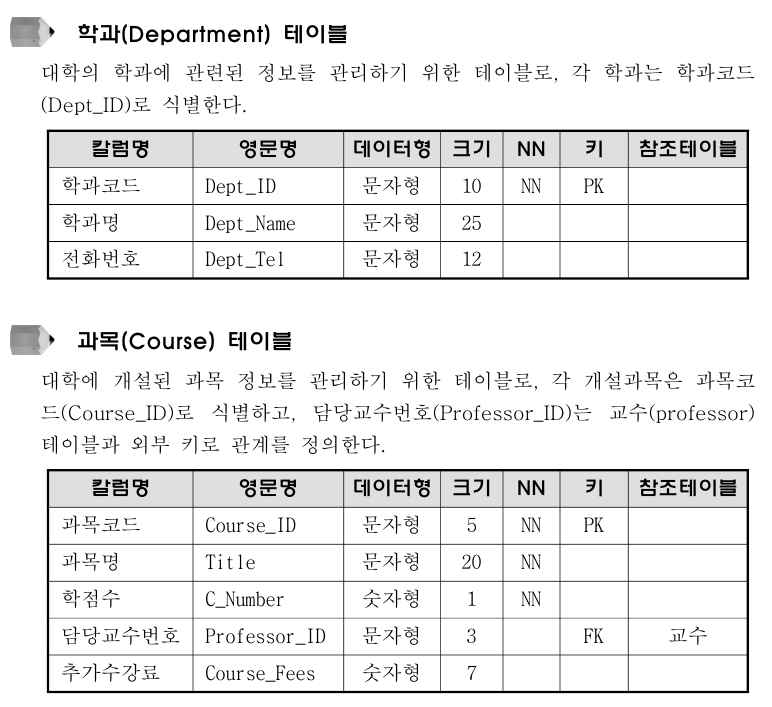 학과(Department) 테이블
대학의 학과에 관련된 정보를 관리하기 위한 테이블로, 각 학과는 학과코드
(Dept_ID)로 식별한다.
칼럼명 영문명 데이터형 크기 NN 키 참조테이블
학과코드 Dept_ID 문자형 10 NN PK
학과명 Dept_Name 문자형 25
전화번호 Dept_Tel 문자형 12
과목(Course) 테이블
대학에 개설된 과목 정보를 관리하기 위한 테이블로, 각 개설과목은 과목코
드(Course_ID)로 식별하고, 담당교수번호(Professor_ID)는 교수(professor)
테이블과 외부 키로 관계를 정의한다.
칼럼명 영문명 데이터형 크기 NN 키 참조테이블
과목코드 Course_ID 문자형 5 NN PK
과목명 Title 문자형 20 NN
학점수 C_Number 숫자형 1 NN
담당교수번호 Professor_ID 문자형 3 FK 교수
추가수강료 Course_Fees 숫자형 7